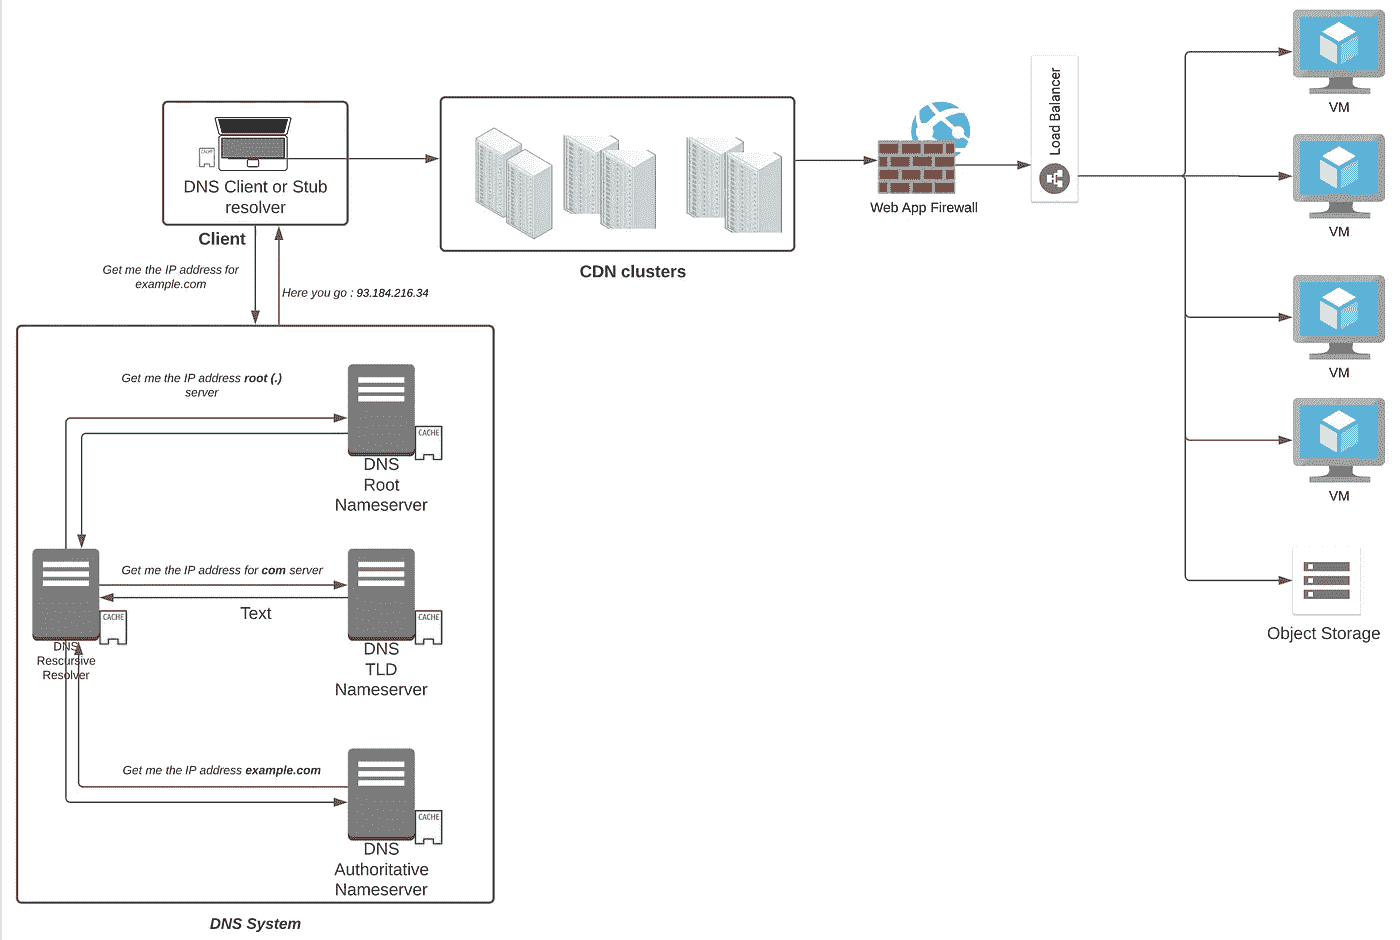 VM
Load Balancer
CACHE
DNS Client or Stub
resolver
Client
VM
Web App Firewall
CDN clusters
Get me the IP address for
example.com
Here you go : 93.184.216.34
VM
Get me the IP address root (.)
server
CACHE
DNS
Root
Nameserver
VM
Get me the IP address for com server
Text
CACHE
CACHE
DNS
Rescursive
Resolver
DNS
TLD
Nameserver
Object Storage
Get me the IP address example.com
CACHE
DNS
Authoritative
Nameserver
DNS System